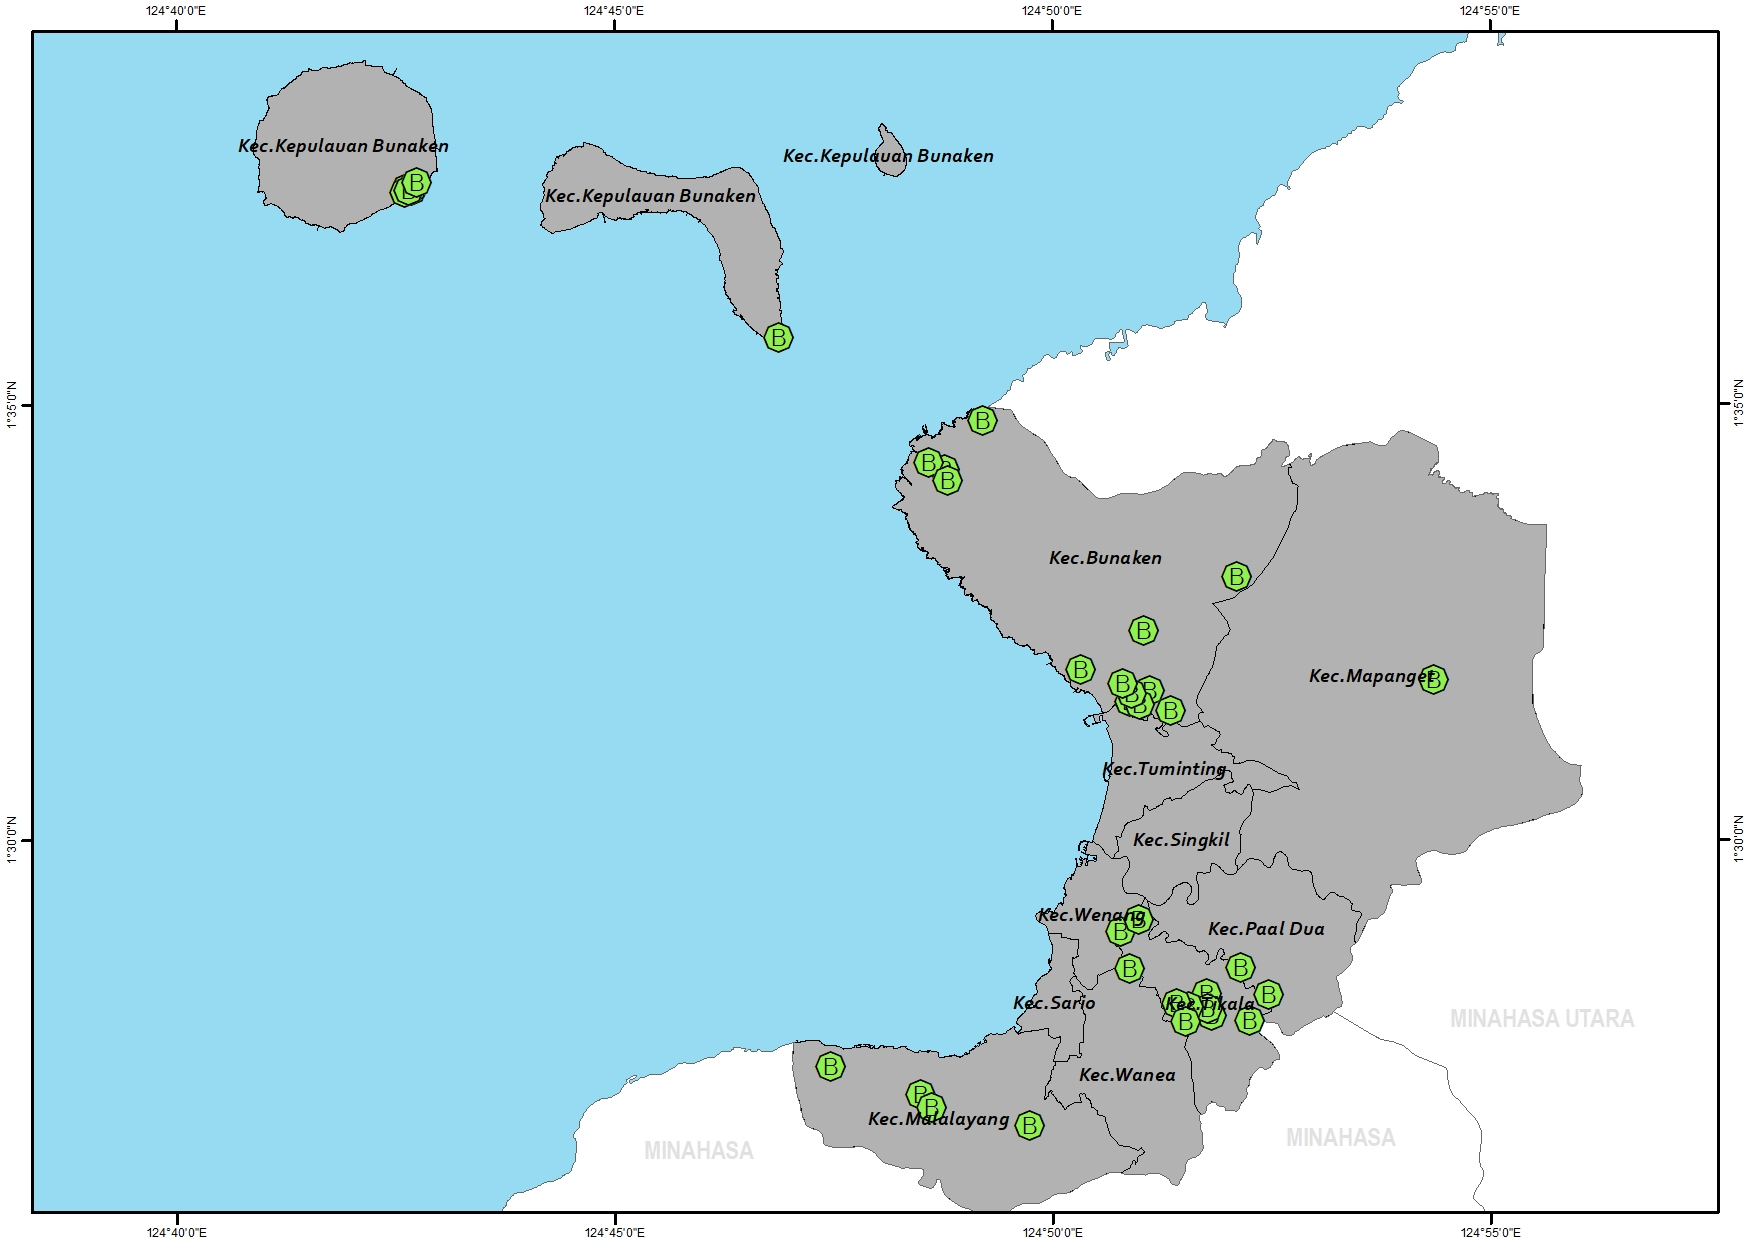 124°40'0"E
124°45'0"E
124°50'0"E
124°55'0"E
Kec.Kepulauan Bunaken
Kec.Kepulauan Bunaken
Kec.Kepulauan Bunaken
B
B
B
B
1°35'0"N
1°35'0"N
B
B
B
B
Kec.Bunaken
B
B
B
Kec.Mapanget
B
B
B
B
B
B
B
Kec.Tuminting
1°30'0"N
1°30'0"N
Kec.Singkil
Kec.Wenang
B
B
Kec.Paal Dua
B
B
B
B
B
Kec.Sario
Kec.Tikala
B
B
B
MINAHASA UTARA
B
Kec.Wanea
B
B
Kec.Malalayang
B
MINAHASA
MINAHASA
124°40'0"E
124°45'0"E
124°50'0"E
124°55'0"E